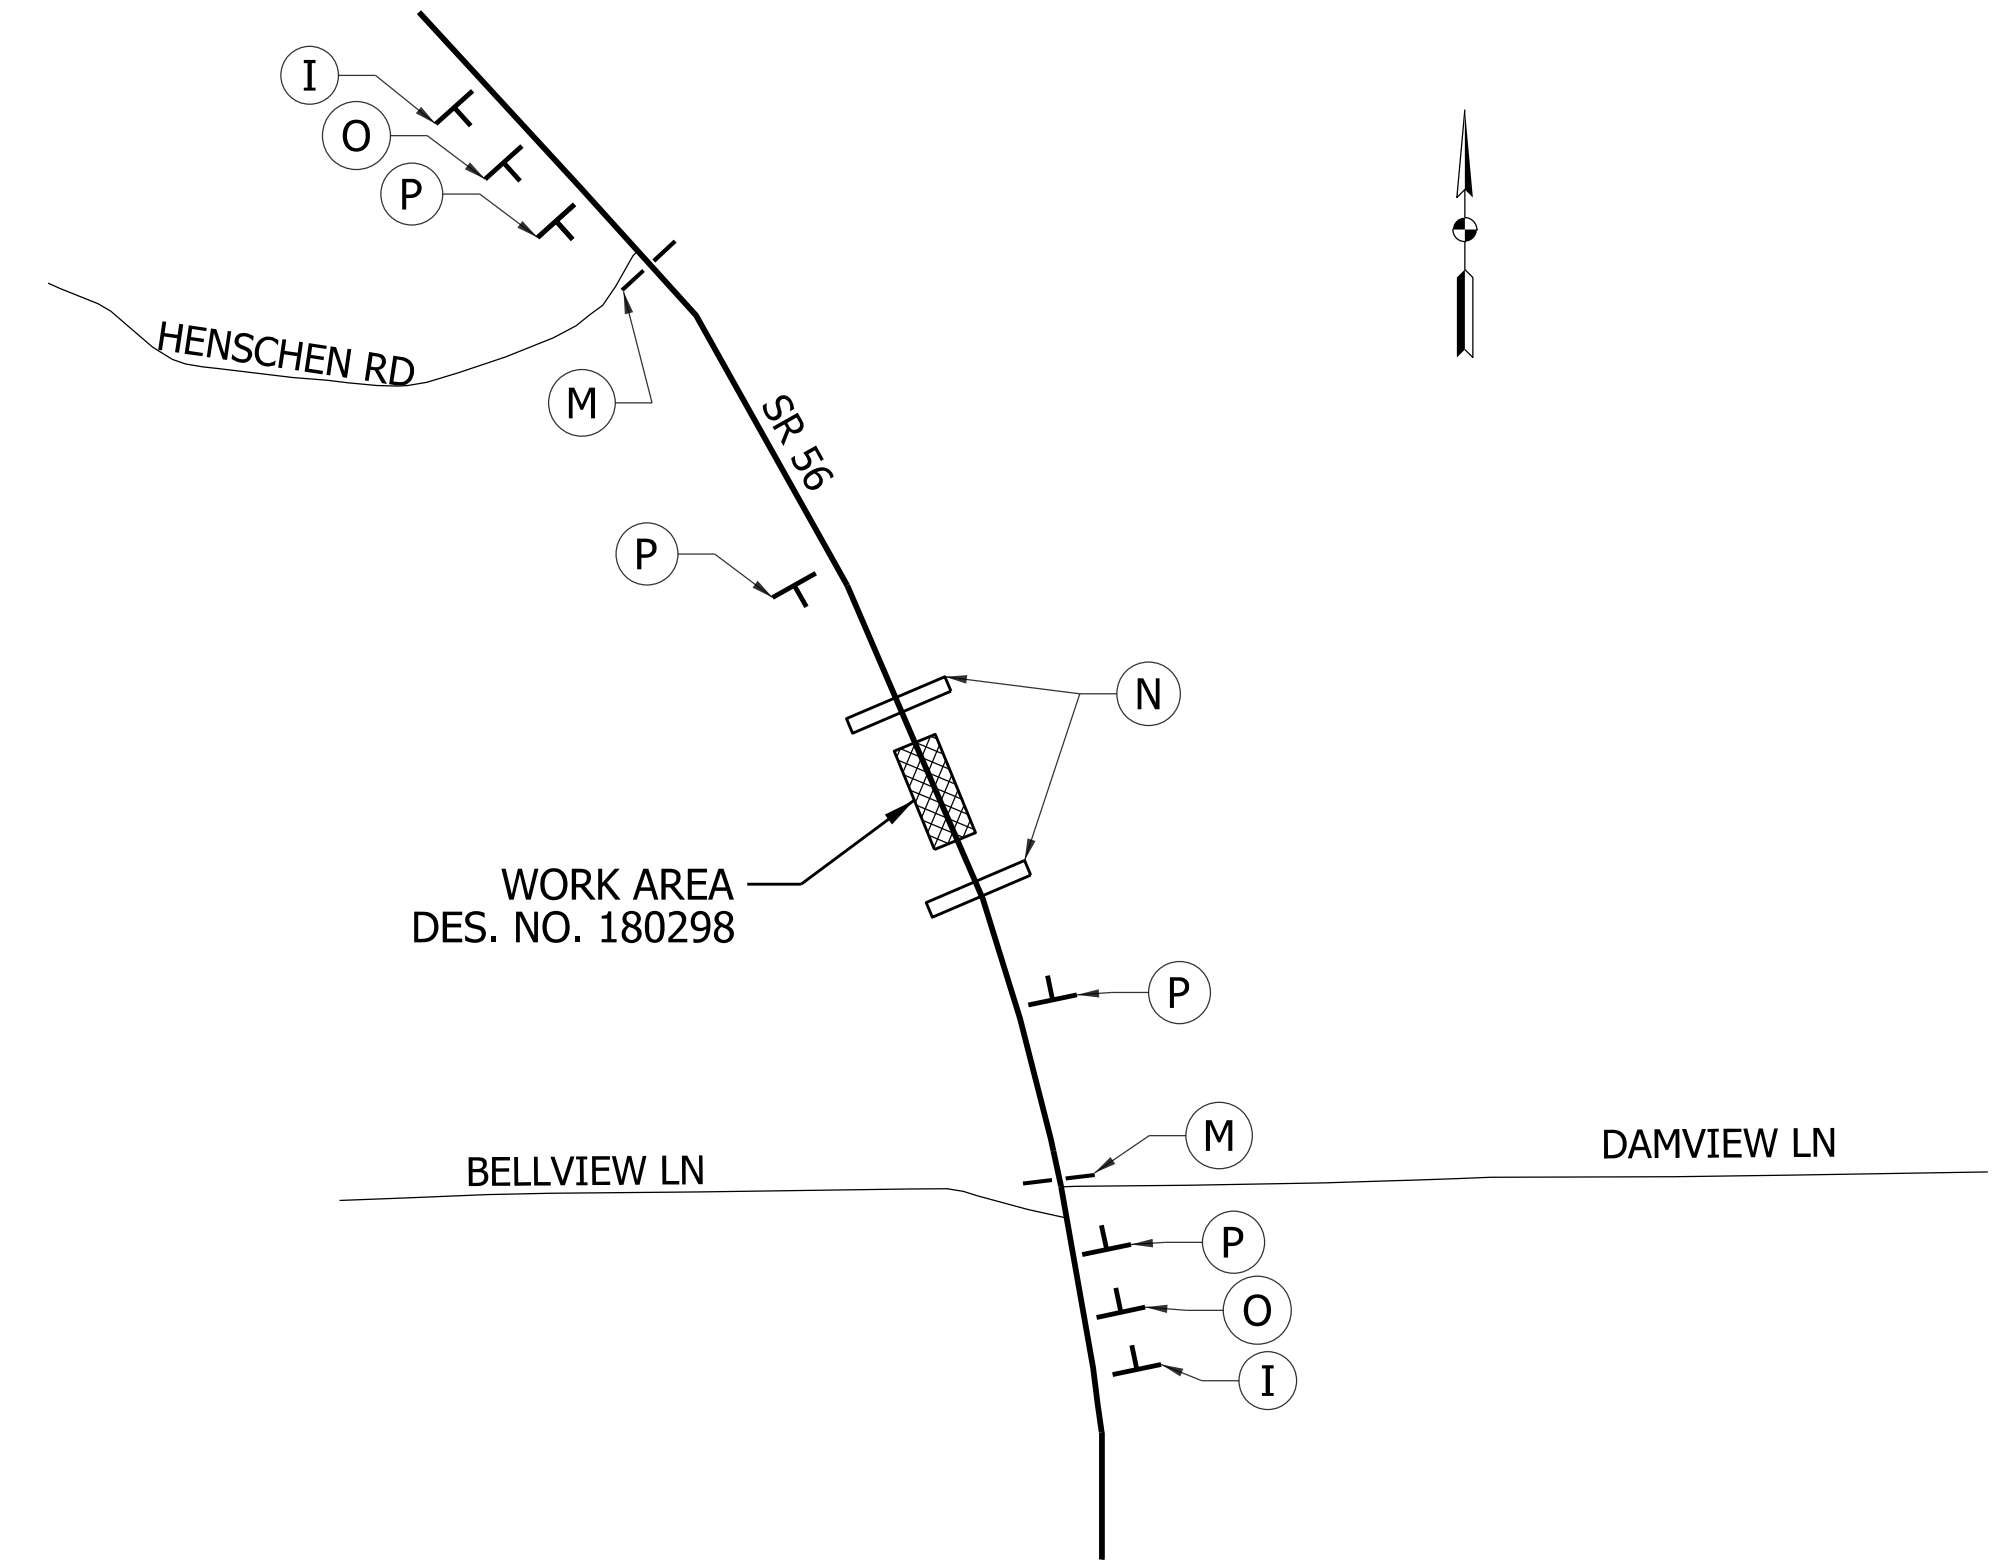 I
O
P
HENSCHEN RD
M
SR 56
P
N
WORK AREA
DES. NO. 180298
P
M
DAMVIEW LN
BELLVIEW LN
P
O
I